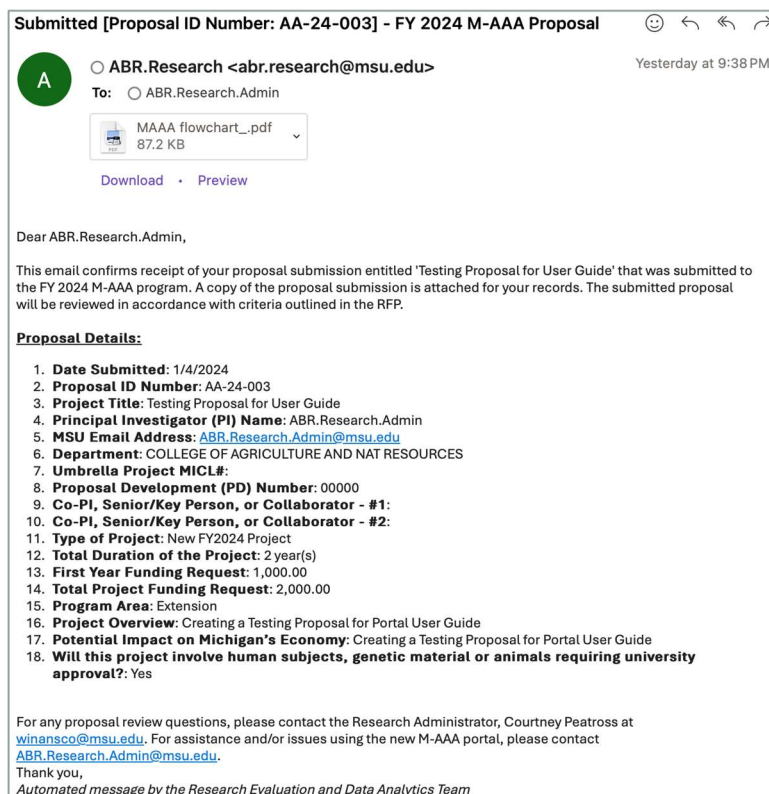 Submitted [Proposal ID Number: AA-24-003] - FY 2024 M-AAA Proposal
A
ABR.Research <abr.research@msu.edu>
Yesterday at 9:38 PM
To: ABR.Research.Admin
MAAA flowchart_.pdf
87.2 KB
PDF
Download • Preview
Dear ABR.Research.Admin,
This email confirms receipt of your proposal submission entitled 'Testing Proposal for User Guide' that was submitted to
the FY 2024 M-AAA program. A copy of the proposal submission is attached for your records. The submitted proposal
will be reviewed in accordance with criteria outlined in the RFP.
Proposal Details:
1. Date Submitted: 1/4/2024
2. Proposal ID Number: AA-24-003
3. Project Title: Testing Proposal for User Guide
4. Principal Investigator (PI) Name: ABR.Research.Admin
5. MSU Email Address: ABR.Research.Admin@msu.edu
6. Department: COLLEGE OF AGRICULTURE AND NAT RESOURCES
7. Umbrella Project MICL#:
8. Proposal Development (PD) Number: 00000
9. Co-PI, Senior/Key Person, or Collaborator - #1:
10. Co-PI, Senior/Key Person, or Collaborator - #2:
11. Type of Project: New FY2024 Project
12. Total Duration of the Project: 2 year(s)
13. First Year Funding Request: 1,000.00
14. Total Project Funding Request: 2,000.00
15. Program Area: Extension
16. Project Overview: Creating a Testing Proposal for Portal User Guide
17. Potential Impact on Michigan's Economy: Creating a Testing Proposal for Portal User Guide
18. Will this project involve human subjects, genetic material or animals requiring university
approval?: Yes
For any proposal review questions, please contact the Research Administrator, Courtney Peatross at
winansco@msu.edu. For assistance and/or issues using the new M-AAA portal, please contact
ABR.Research.Admin@msu.edu.
Thank you,
Automated message by the Research Evaluation and Data Analytics Team